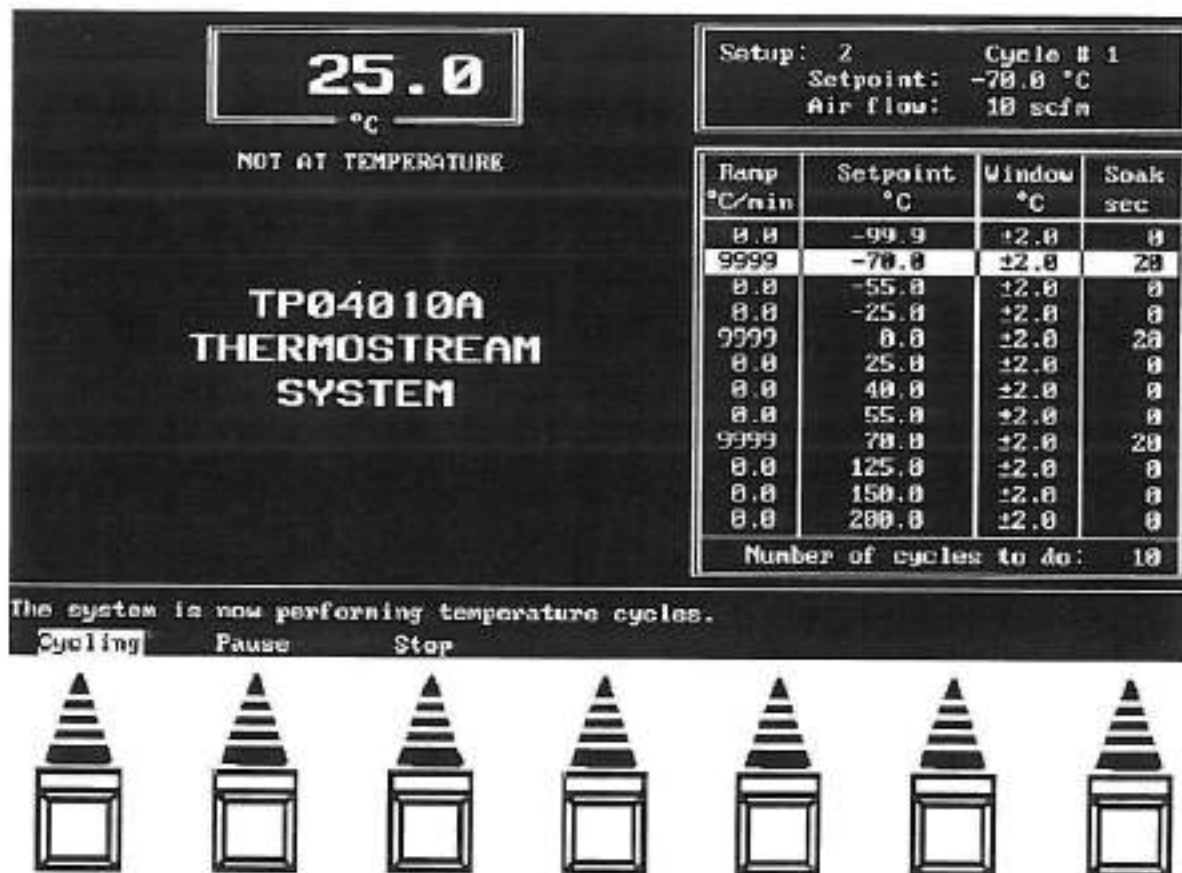 25.0
°C
NOT AT TEMPERATURE
TP04010A
THERMOSTREAM
SYSTEM
Setup: 2 Cycle # 1
Setpoint: -70.0 °C
Air flow: 10 scfm
Ramp Setpoint Window Soak
°C/min °C °C sec
0.0 -99.9 ±2.0 0
9999 -70.0 ±2.0 20
0.0 -55.0 ±2.0 0
0.0 -25.0 ±2.0 0
9999 0.0 ±2.0 20
0.0 25.0 ±2.0 0
0.0 40.0 ±2.0 0
0.0 55.0 ±2.0 0
9999 70.0 ±2.0 20
0.0 125.0 ±2.0 0
0.0 150.0 ±2.0 0
0.0 200.0 ±2.0 0
Number of cycles to do: 10
The system is now performing temperature cycles.
Cycling Pause Stop